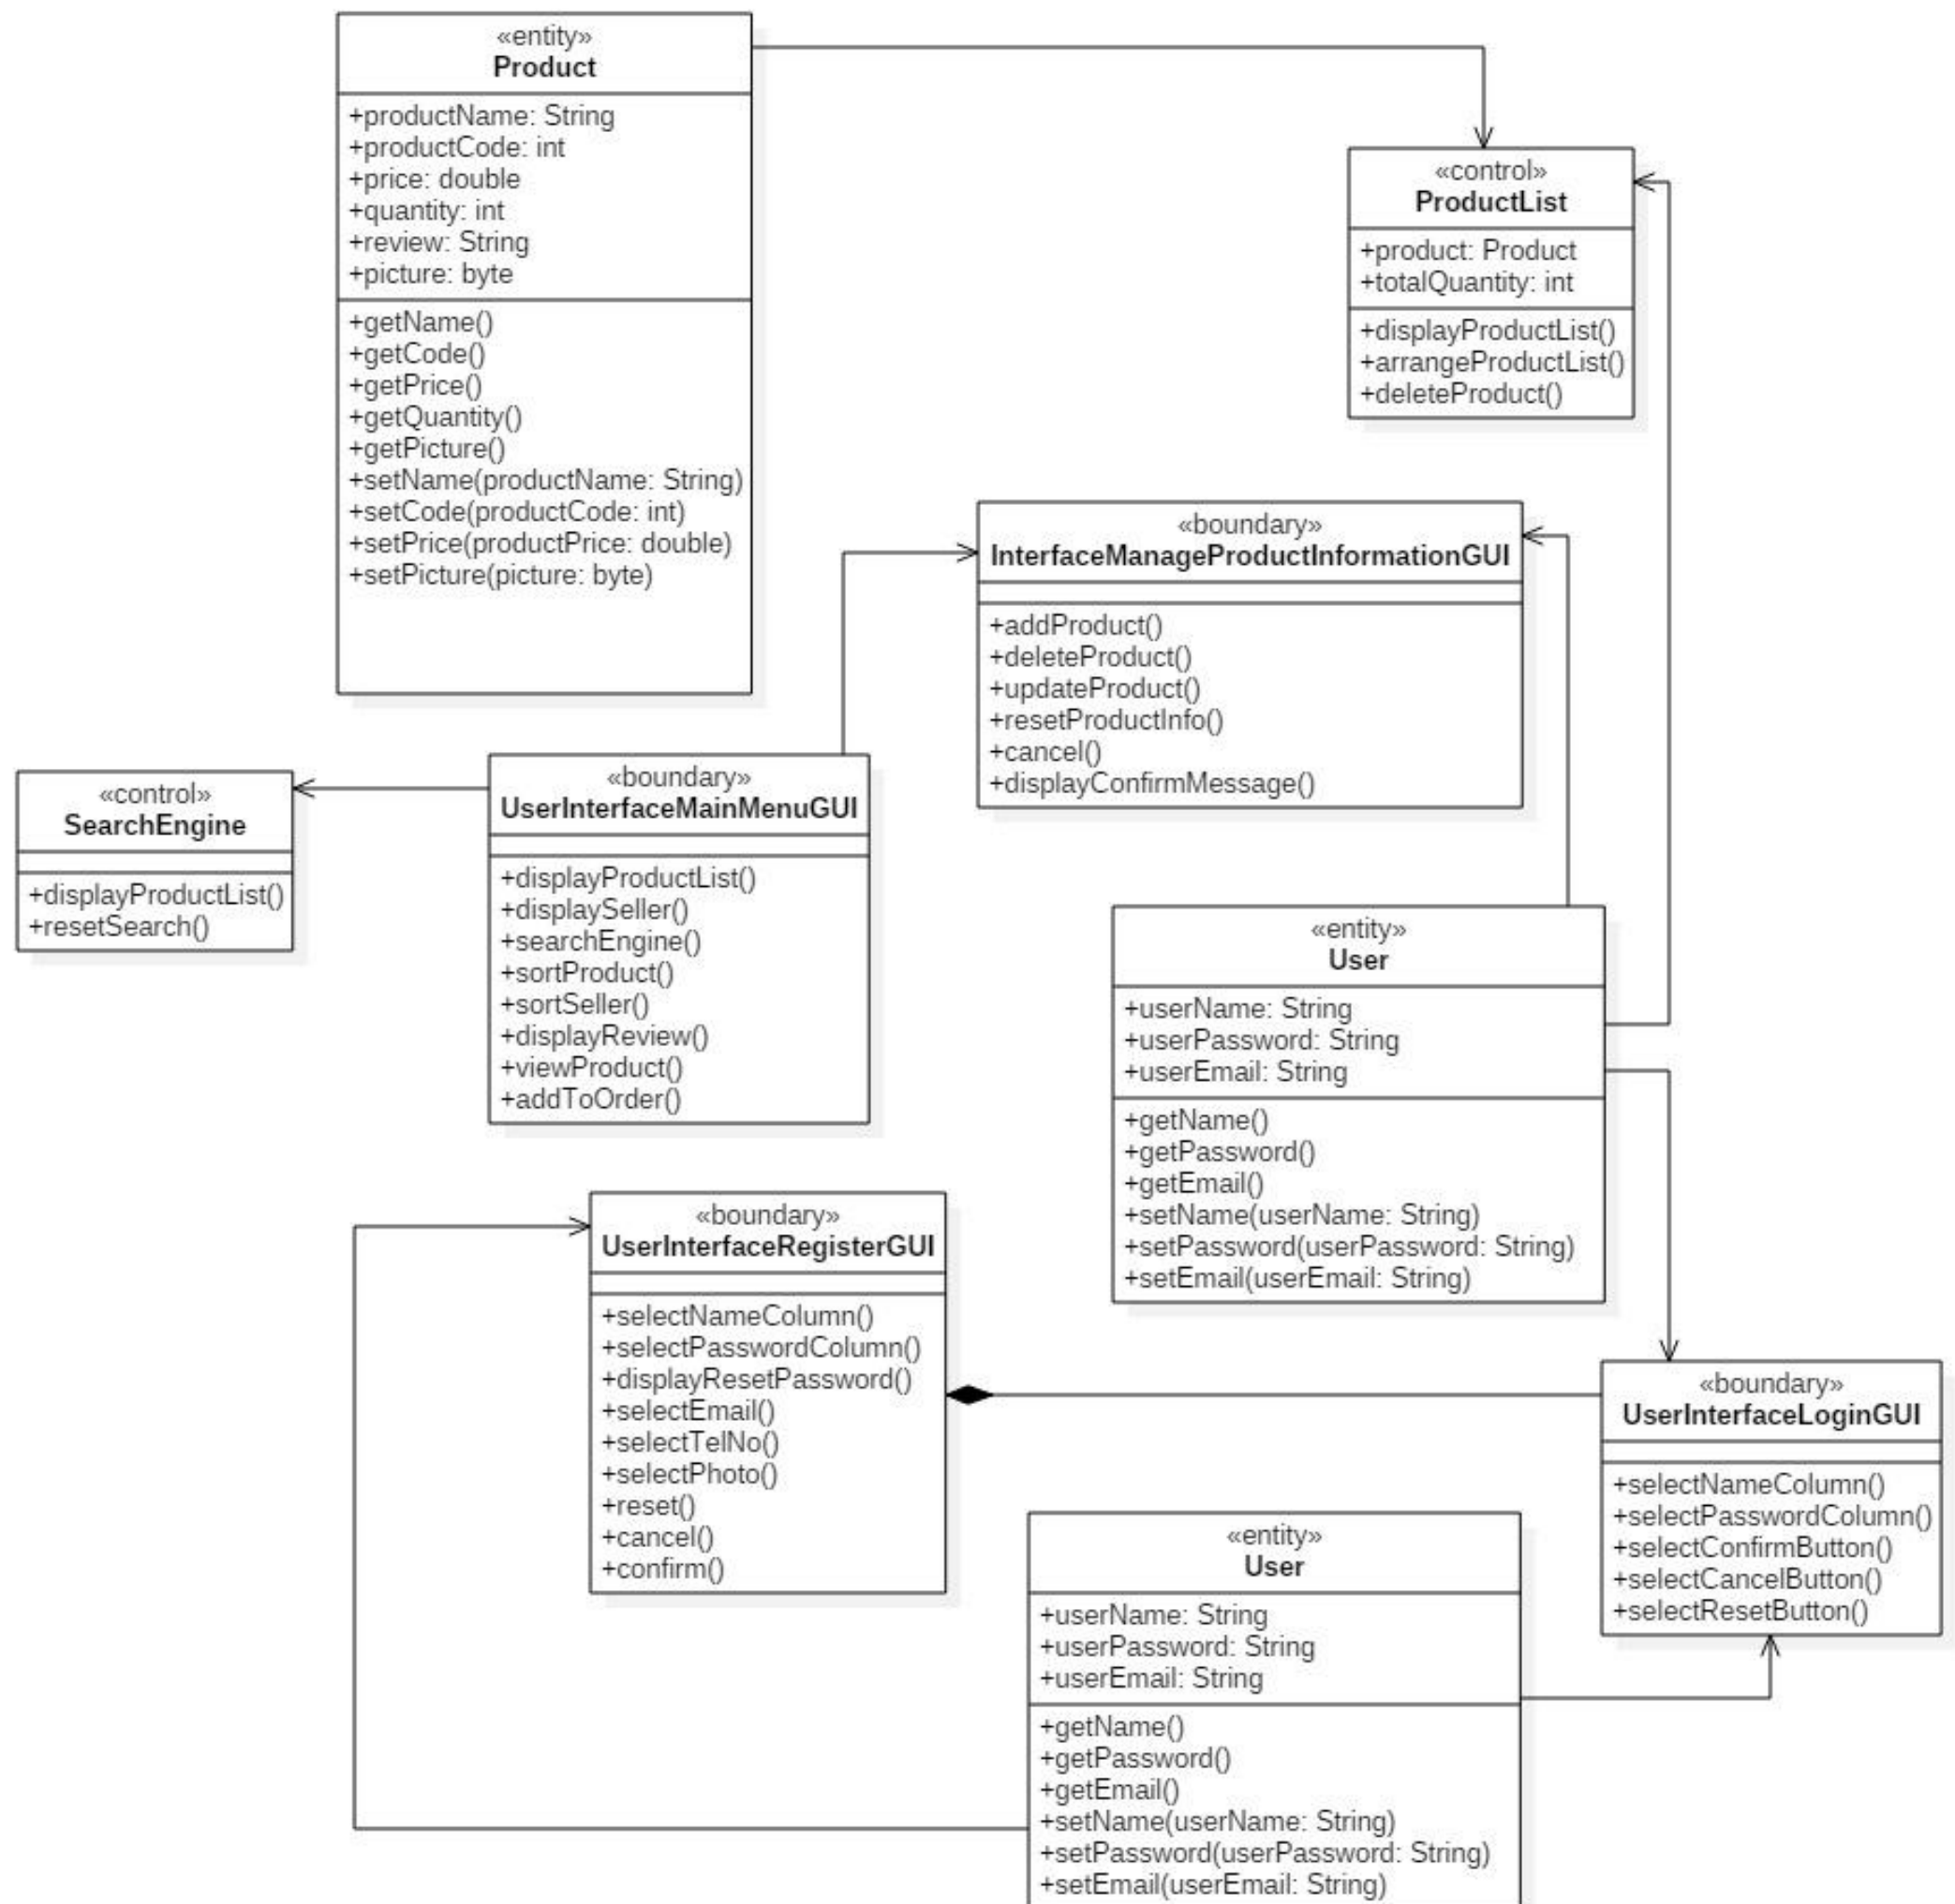 «entity»
Product
+productName: String
+productCode: int
+price: double
+quantity: int
+review: String
+picture: byte
+getName()
+getCode()
+getPrice()
+getQuantity()
+getPicture()
+setName(productName: String)
+setCode(productCode: int)
+setPrice(productPrice: double)
+setPicture(picture: byte)
«control»
ProductList
+product: Product
+totalQuantity: int
+displayProductList()
+arrangeProductList()
+deleteProduct()
«boundary»
InterfaceManageProductInformationGUI
+addProduct()
+deleteProduct()
+updateProduct()
+resetProductInfo()
+cancel()
+displayConfirmMessage()
«control»
SearchEngine
+displayProductList()
+resetSearch()
«boundary»
UserInterfaceMainMenuGUI
+displayProductList()
+displaySeller()
+searchEngine()
+sortProduct()
+sortSeller()
+displayReview()
+viewProduct()
+addToOrder()
«entity»
User
+userName: String
+userPassword: String
+userEmail: String
+getName()
+getPassword()
+getEmail()
+setName(userName: String)
+setPassword(userPassword: String)
+setEmail(userEmail: String)
«boundary»
UserInterfaceRegisterGUI
+selectNameColumn()
+selectPasswordColumn()
+displayResetPassword()
+selectEmail()
+selectTelNo()
+selectPhoto()
+reset()
+cancel()
+confirm()
«boundary»
UserInterfaceLoginGUI
+selectNameColumn()
+selectPasswordColumn()
+selectConfirmButton()
+selectCancelButton()
+selectResetButton()
«entity»
User
+userName: String
+userPassword: String
+userEmail: String
+getName()
+getPassword()
+getEmail()
+setName(userName: String)
+setPassword(userPassword: String)
+setEmail(userEmail: String)